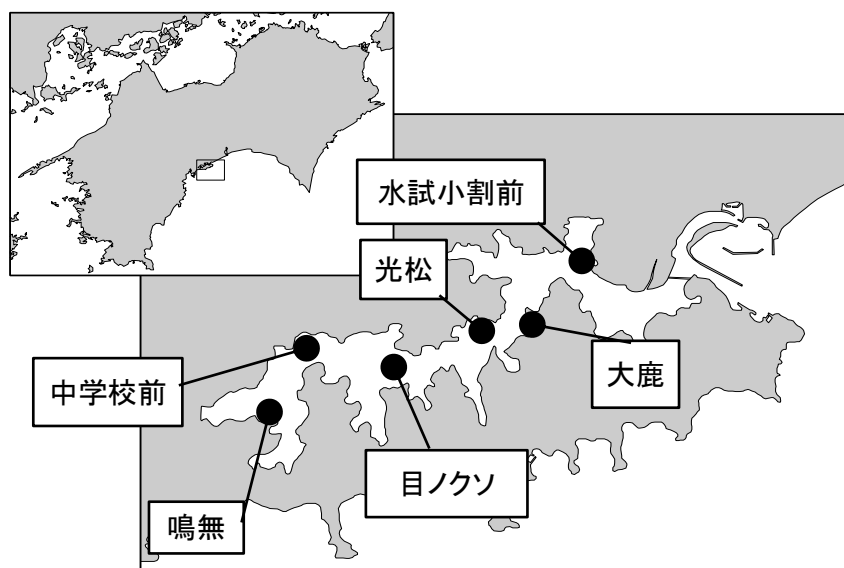 水試小割前
光松
大鹿
中学校前
目ノクソ
鳴無